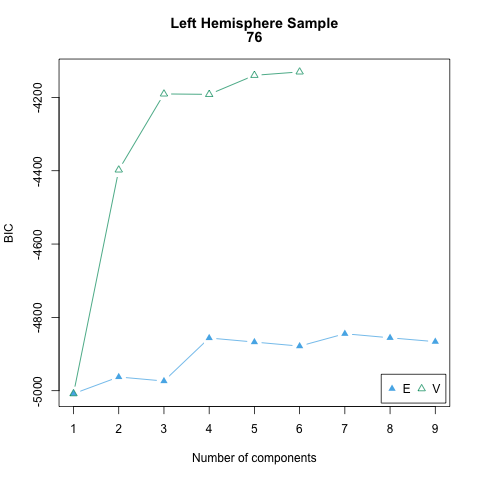 Left Hemisphere Sample
76
BIC
-4200
-4400
-4600
-4800
-5000
E V
1 2 3 4 5 6 7 8 9
Number of components